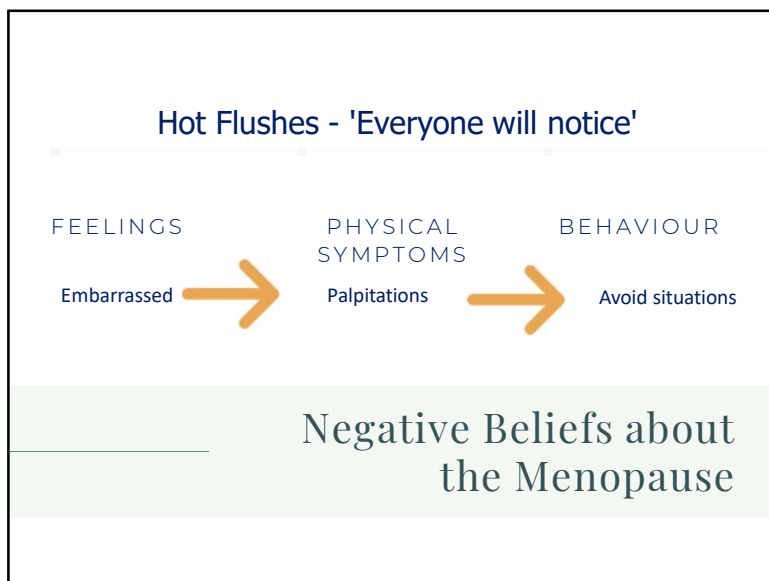 Hot Flushes - 'Everyone will notice'
FEELINGS
PHYSICAL
SYMPTOMS
BEHAVIOUR
Embarrassed
Palpitations
Avoid situations
Negative Beliefs about
the Menopause